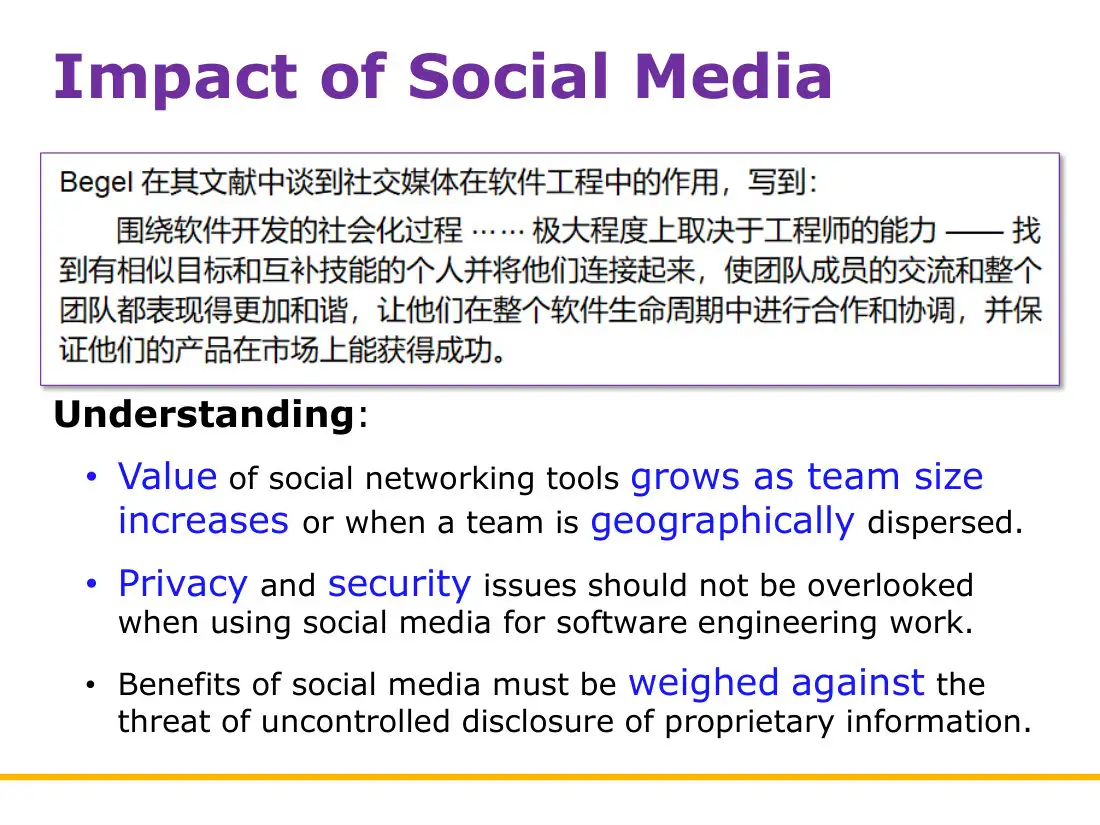 Impact of Social Media
Begel 在其文献中谈到社交媒体在软件工程中的作用，写到：
围绕软件开发的社会化过程 …… 极大程度上取决于工程师的能力 —— 找
到有相似目标和互补技能的个人并将他们连接起来，使团队成员的交流和整个
团队都表现得更加和谐，让他们在整个软件生命周期中进行合作和协调，并保
证他们的产品在市场上能获得成功。
Understanding:
• Value of social networking tools grows as team size
increases or when a team is geographically dispersed.
• Privacy and security issues should not be overlooked
when using social media for software engineering work.
• Benefits of social media must be weighed against the
threat of uncontrolled disclosure of proprietary information.